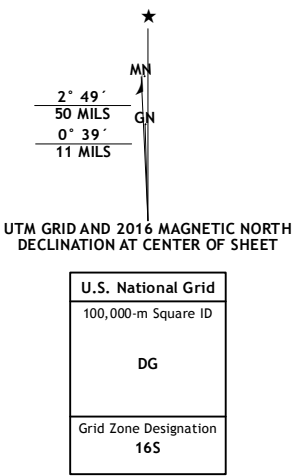 MN
2° 49´
50 MILS
GN
0° 39´
11 MILS
UTM GRID AND 2016 MAGNETIC NORTH
DECLINATION AT CENTER OF SHEET
U.S. National Grid
100,000-m Square ID
DG
Grid Zone Designation
16S